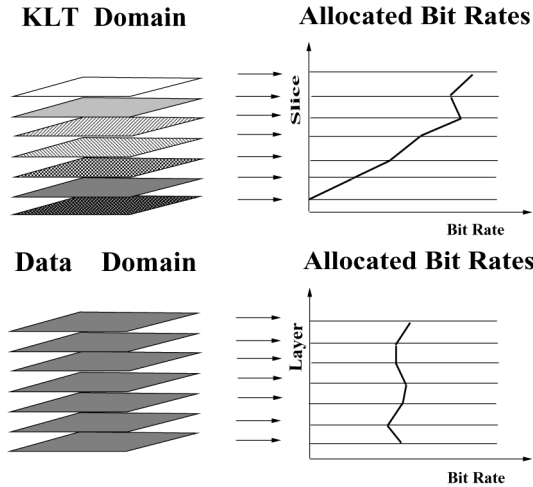 KLT Domain
Allocated Bit Rates
Slice
Bit Rate
Data Domain
Allocated Bit Rates
Layer
Bit Rate